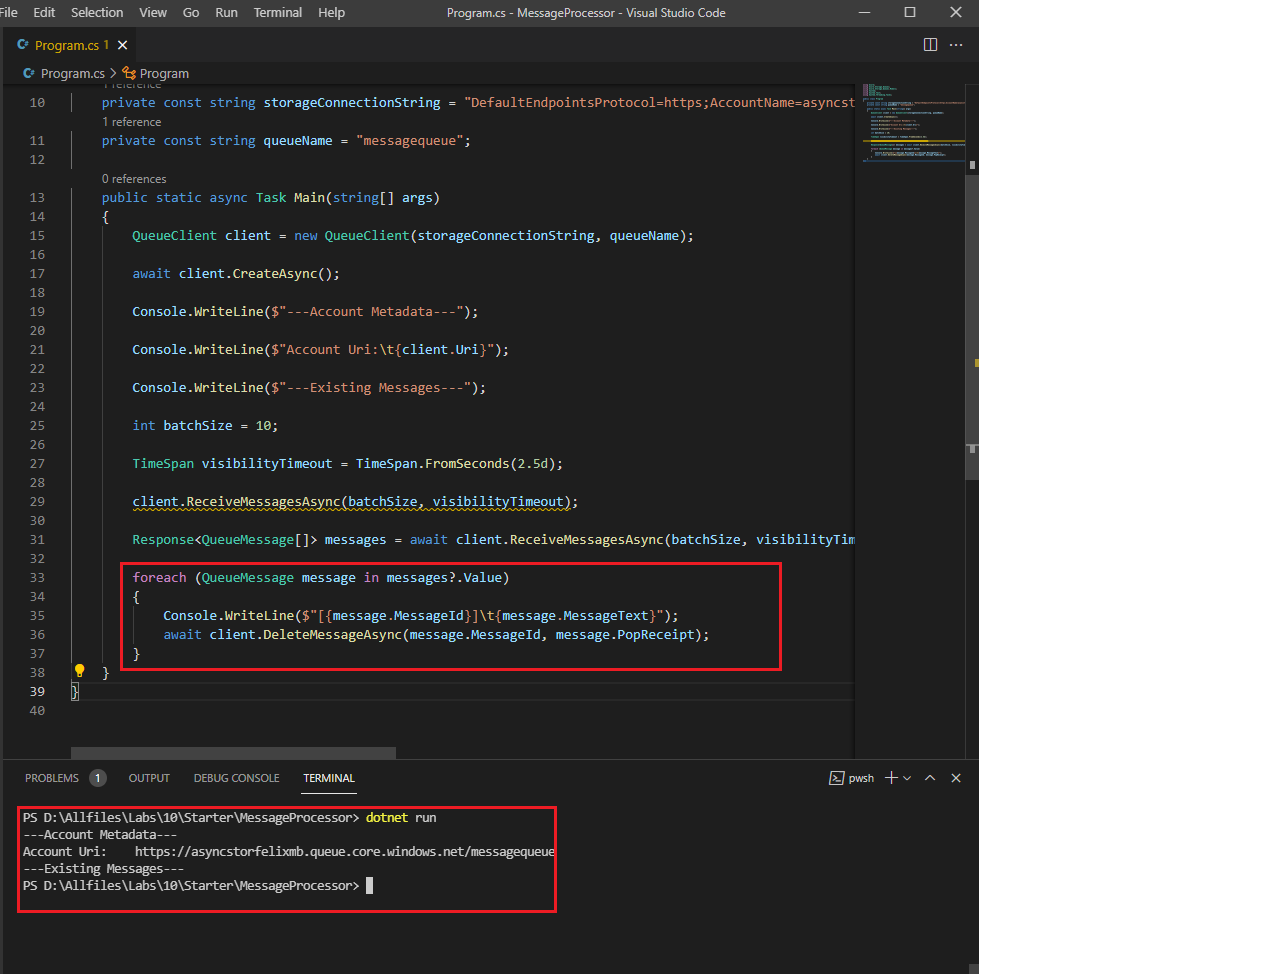 File Edit Selection View Go Run Terminal Help Program.cs - MessageProcessor - Visual Studio Code
Program.cs 1
Program.cs > Program
1 reference
10 private const string storageConnectionString = "DefaultEndpointsProtocol=https;AccountName=asyncst
1 reference
11 private const string queueName = "messagequeue";
12
0 references
13 public static async Task Main(string[] args)
14 {
15 QueueClient client = new QueueClient(storageConnectionString, queueName);
16
17 await client.CreateAsync();
18
19 Console.WriteLine($"---Account Metadata---");
20
21 Console.WriteLine($"Account Uri:\t{client.Uri}");
22
23 Console.WriteLine($"---Existing Messages---");
24
25 int batchSize = 10;
26
27 TimeSpan visibilityTimeout = TimeSpan.FromSeconds(2.5d);
28
29 client.ReceiveMessagesAsync(batchSize, visibilityTimeout);
30
31 Response<QueueMessage[]> messages = await client.ReceiveMessagesAsync(batchSize, visibilityTim
32
33 foreach (QueueMessage message in messages?.Value)
34 {
35 Console.WriteLine($"[{message.MessageId}]\t{message.MessageText}");
36 await client.DeleteMessageAsync(message.MessageId, message.PopReceipt);
37 }
38 }
39 }
40
PROBLEMS 1 OUTPUT DEBUG CONSOLE TERMINAL pwsh
PS D:\Allfiles\Labs\10\Starter\MessageProcessor> dotnet run
---Account Metadata---
Account Uri: https://asyncstorfelixmb.queue.core.windows.net/messagequeue
---Existing Messages---
PS D:\Allfiles\Labs\10\Starter\MessageProcessor>